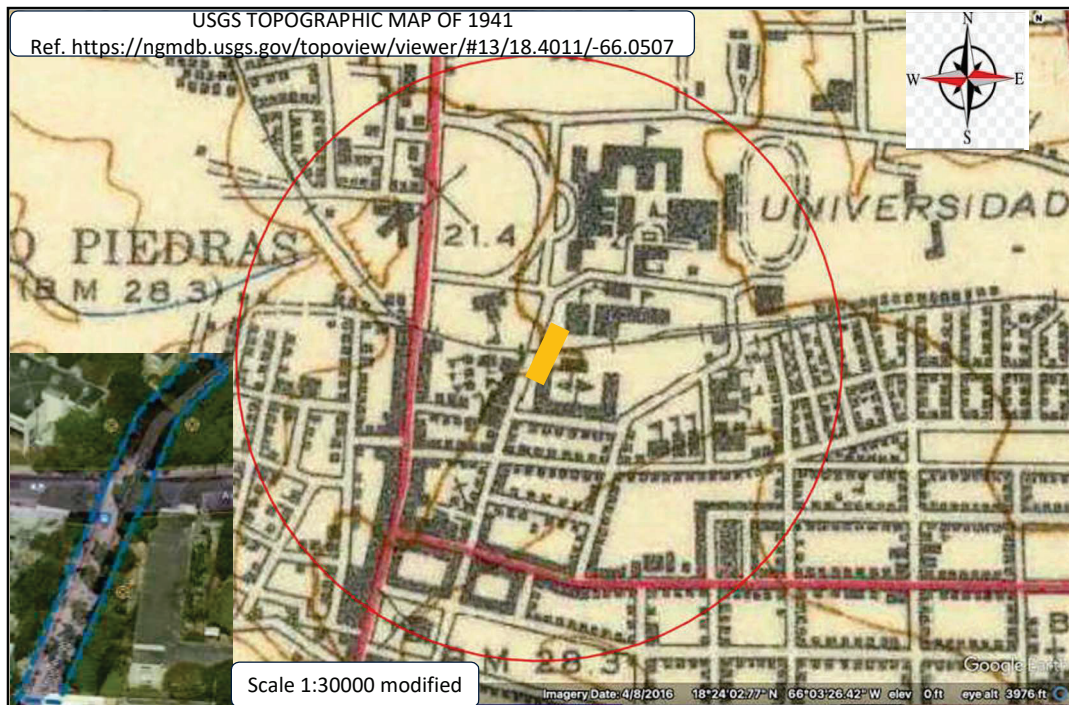 USGS TOPOGRAPHIC MAP OF 1941
Ref. https://ngmdb.usgs.gov/topoview/viewer/#13/18.4011/-66.0507
N
N
W
E
S
UNIVERSIDAD
21.4
O PIEDRAS
(B M 28 3)
B
M 28 3
Google Earth
Scale 1:30000 modified
Imagery Date: 4/8/2016 18°24'02.77" N 66°03'26.42" W elev 0 ft eye alt 3976 ft